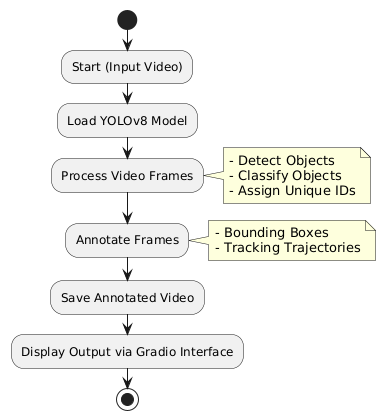 Start (Input Video)
Load YOLOv8 Model
Process Video Frames
- Detect Objects
- Classify Objects
- Assign Unique IDs
Annotate Frames
- Bounding Boxes
- Tracking Trajectories
Save Annotated Video
Display Output via Gradio Interface